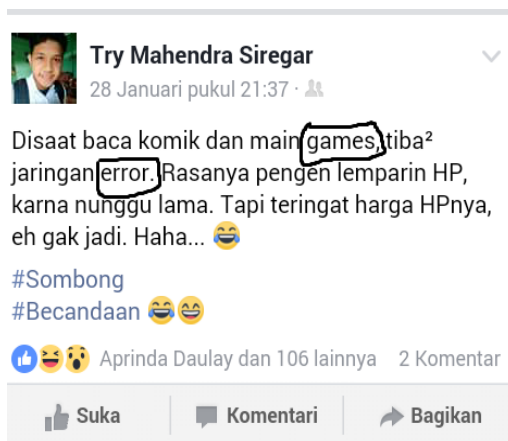 Try Mahendra Siregar
28 Januari pukul 21:37 ·
Disaat baca komik dan main games, tiba²
jaringan error. Rasanya pengen lemparin HP,
karna nunggu lama. Tapi teringat harga HPnya,
eh gak jadi. Haha... 😂
#Sombong
#Becandaan 😂😄
Aprinda Daulay dan 106 lainnya 2 Komentar
Suka Komentari Bagikan